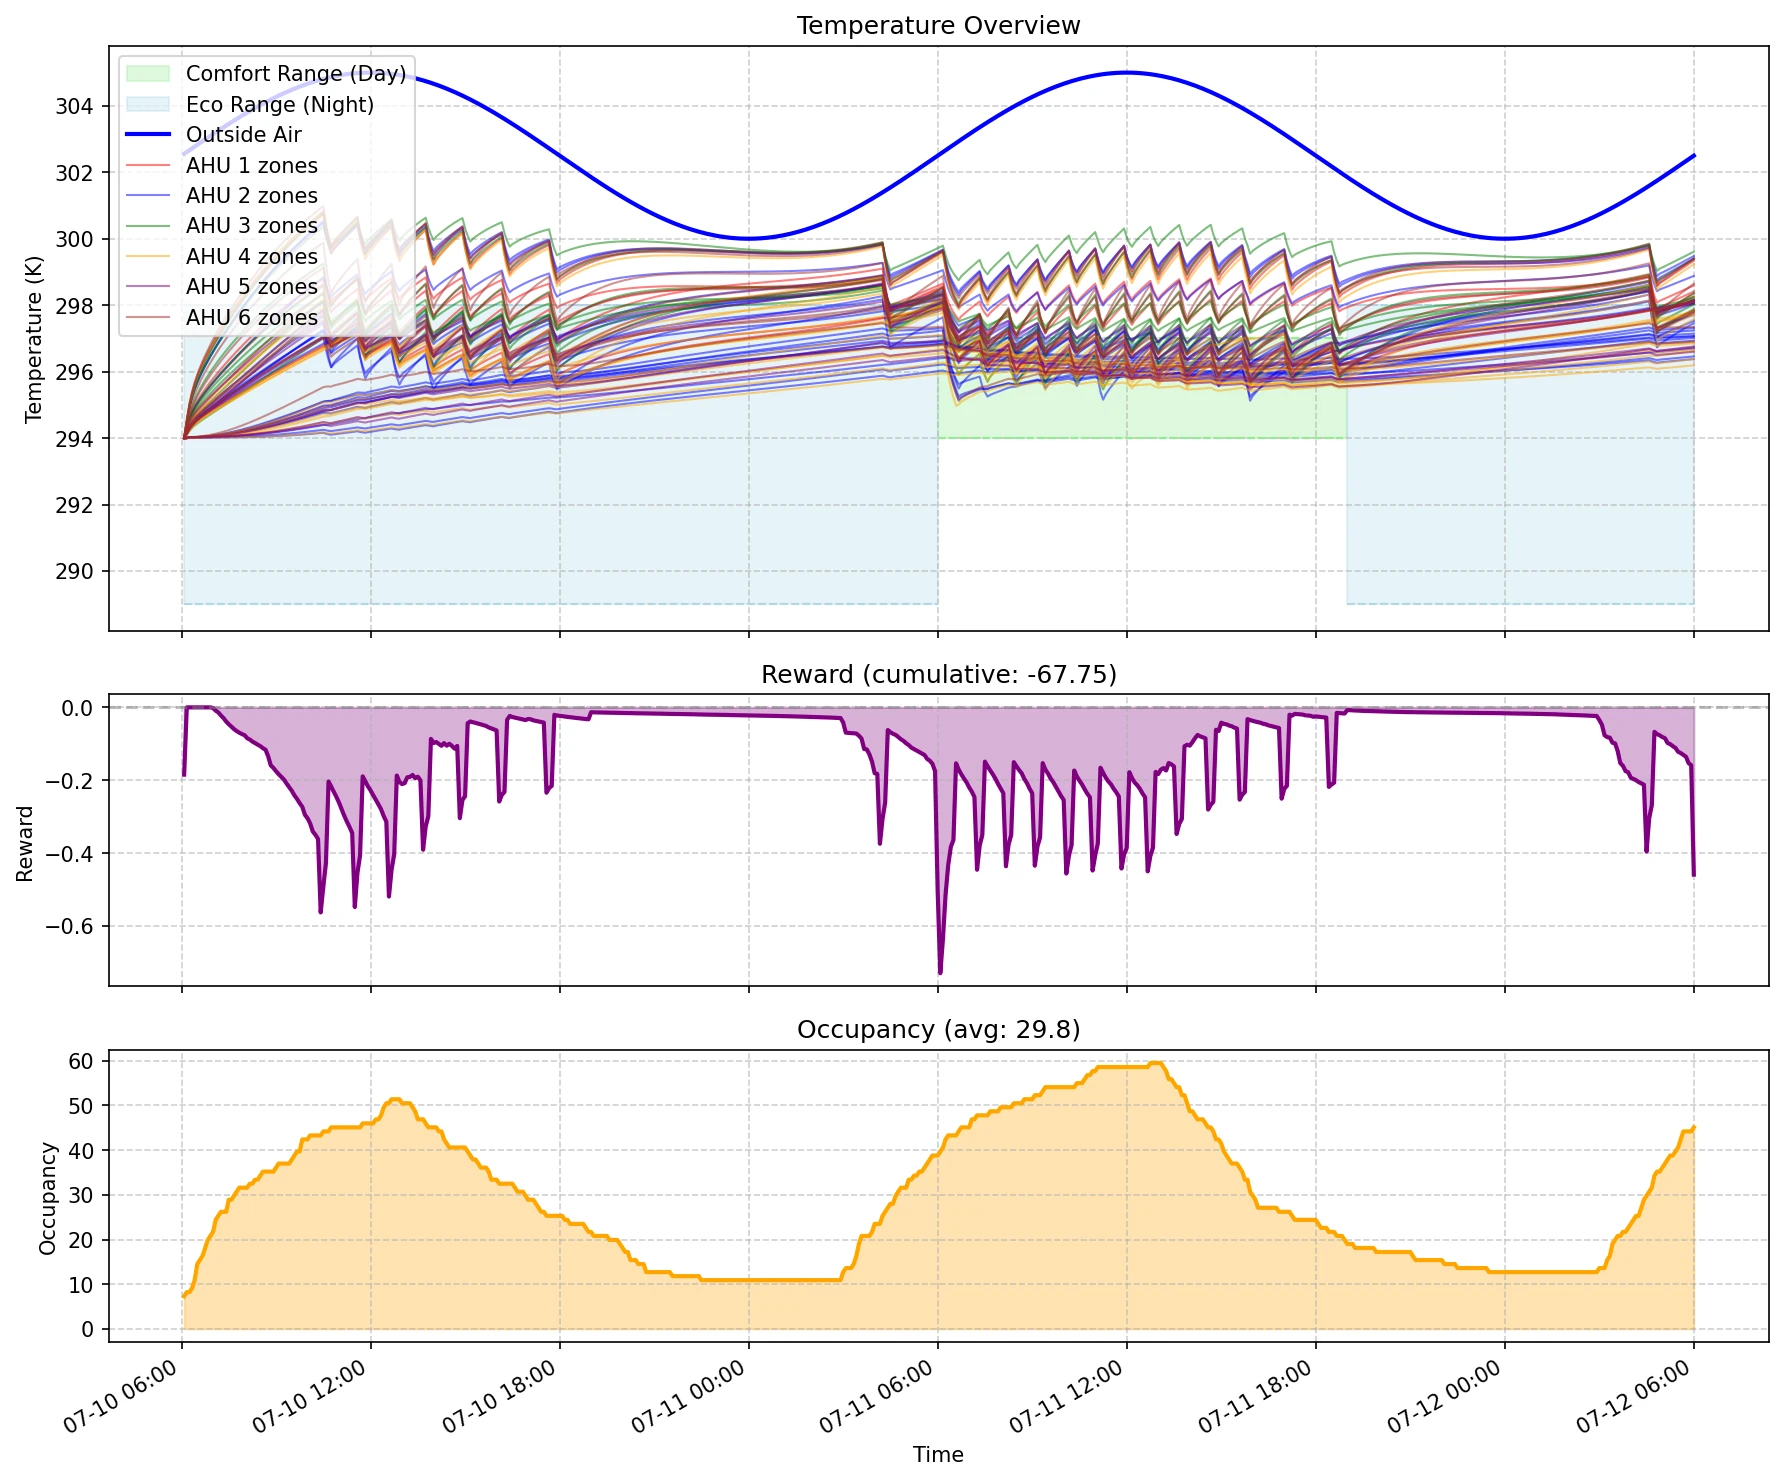 Temperature Overview
Temperature (K)
304
302
300
298
296
294
292
290
Comfort Range (Day)
Eco Range (Night)
Outside Air
AHU 1 zones
AHU 2 zones
AHU 3 zones
AHU 4 zones
AHU 5 zones
AHU 6 zones
Reward (cumulative: -67.75)
Reward
0.0
−0.2
−0.4
−0.6
Occupancy (avg: 29.8)
Occupancy
60
50
40
30
20
10
0
07-10 06:00
07-10 12:00
07-10 18:00
07-11 00:00
07-11 06:00
07-11 12:00
07-11 18:00
07-12 00:00
07-12 06:00
Time